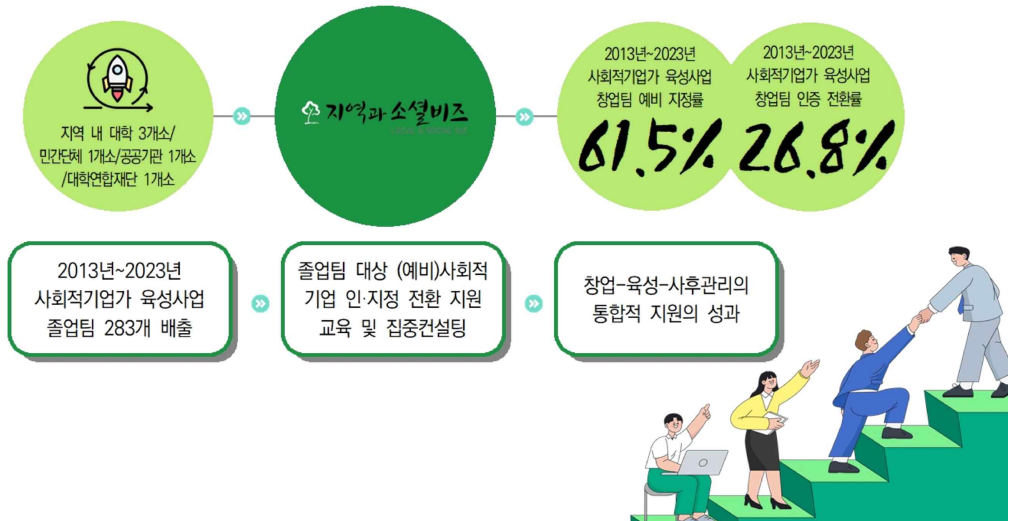 지역 내 대학 3개소/
민간단체 1개소/공공기관 1개소
/대학연합재단 1개소
지역과 소셜비즈
2013년~2023년
사회적기업가 육성사업
창업팀 예비 지정률
61.5%
2013년~2023년
사회적기업가 육성사업
창업팀 인증 전환률
26.8%
2013년~2023년
사회적기업가 육성사업
졸업팀 283개 배출
졸업팀 대상 (예비)사회적
기업 인·지정 전환 지원
교육 및 집중컨설팅
창업-육성-사후관리의
통합적 지원의 성과